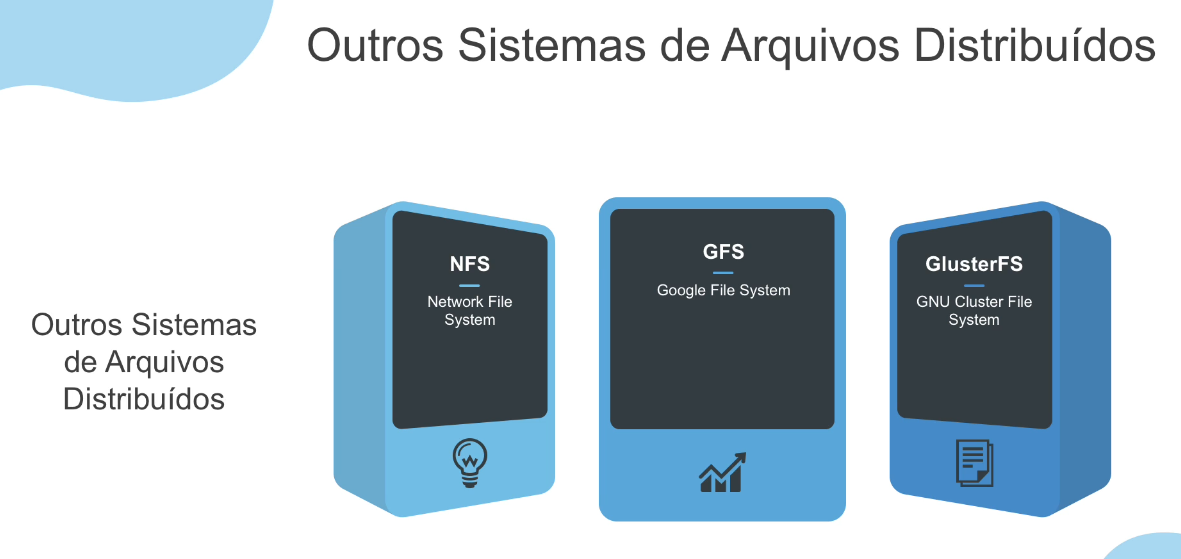 Outros Sistemas de Arquivos Distribuídos
Outros Sistemas
de Arquivos
Distribuídos
NFS
Network File
System
GFS
Google File System
GlusterFS
GNU Cluster File
System